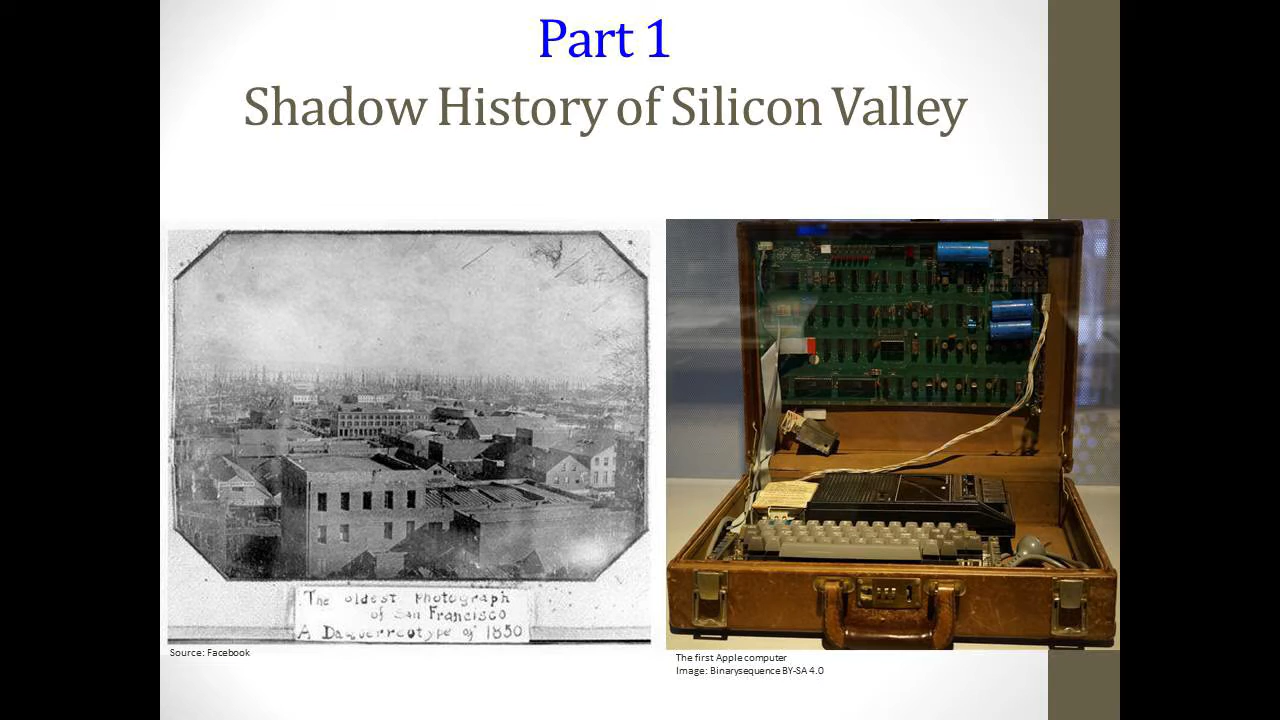 Part 1
Shadow History of Silicon Valley
The oldest photograph
of San Francisco
A Daguerreotype of 1850
Source: Facebook
The first Apple computer
Image: Binarysequence BY-SA 4.0